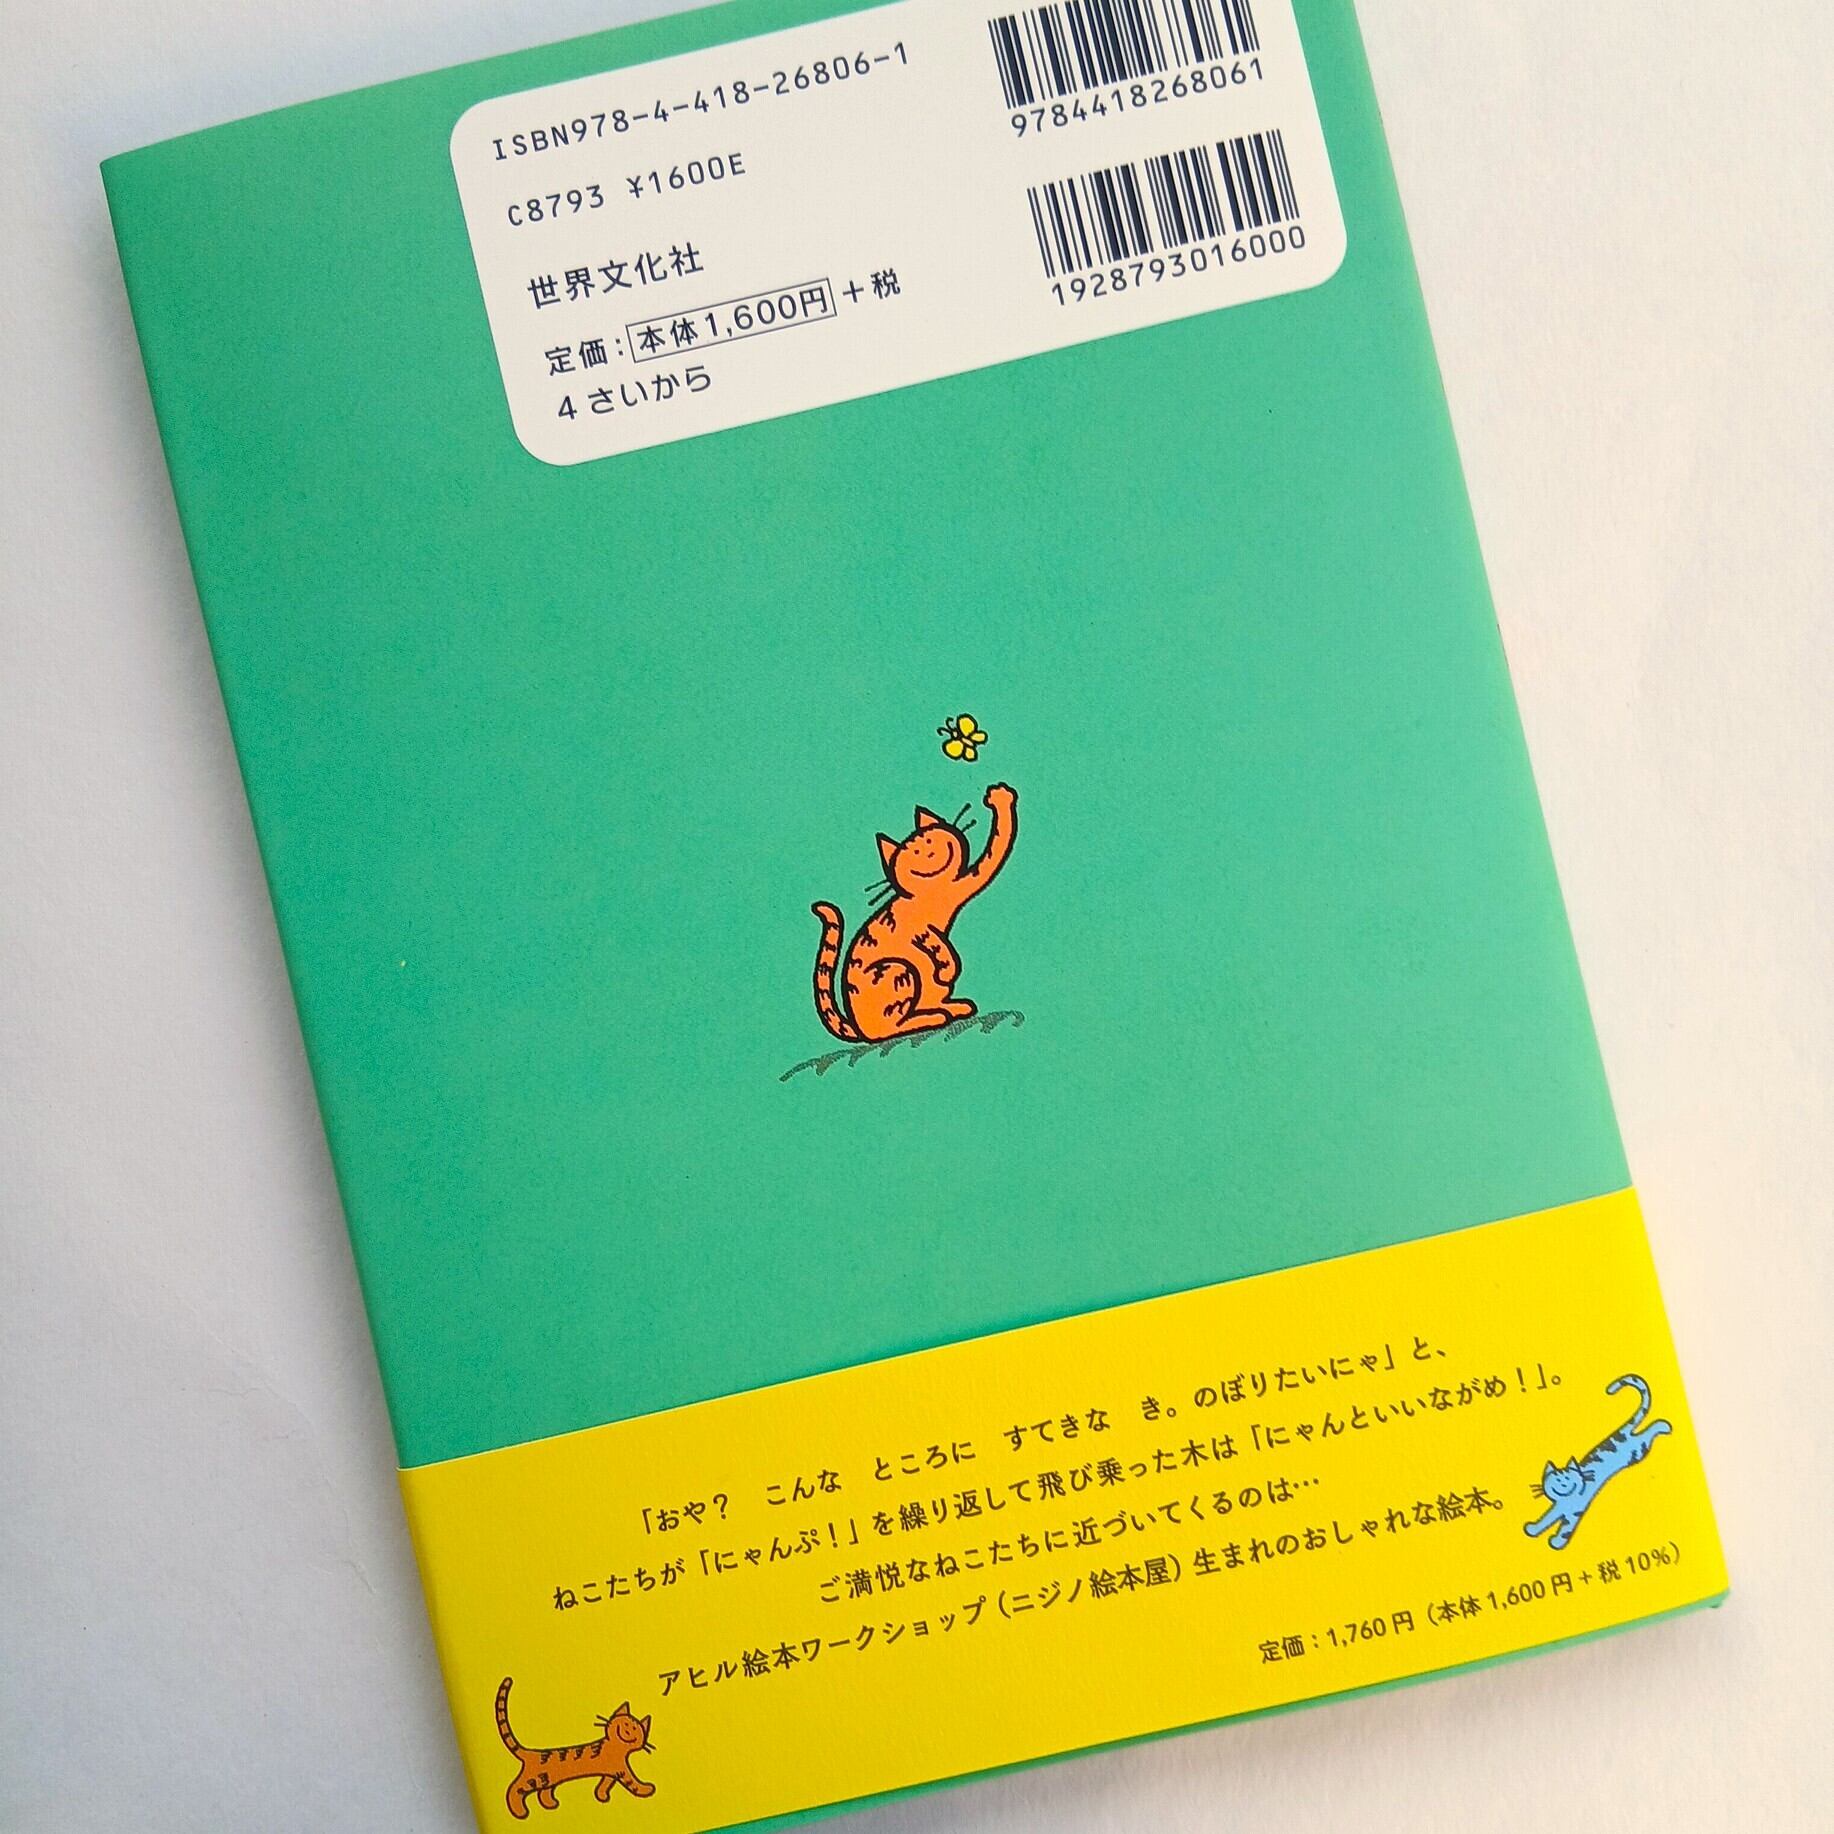 ISBN978-4-418-26806-1
C8793 ¥1600E
世界文化社
定価:本体1,600円+税
4さいから
9784418268061
1928793016000
「おや？　こんな　ところに　すてきな　き。のぼりたいにゃ」と、
ねこたちが「にゃんぷ！」を繰り返して飛び乗った木は「にゃんといいながめ！」。
ご満悦なねこたちに近づいてくるのは…
アヒル絵本ワークショップ（ニジノ絵本屋）生まれのおしゃれな絵本。
定価：1,760円（本体1,600円+税10%）